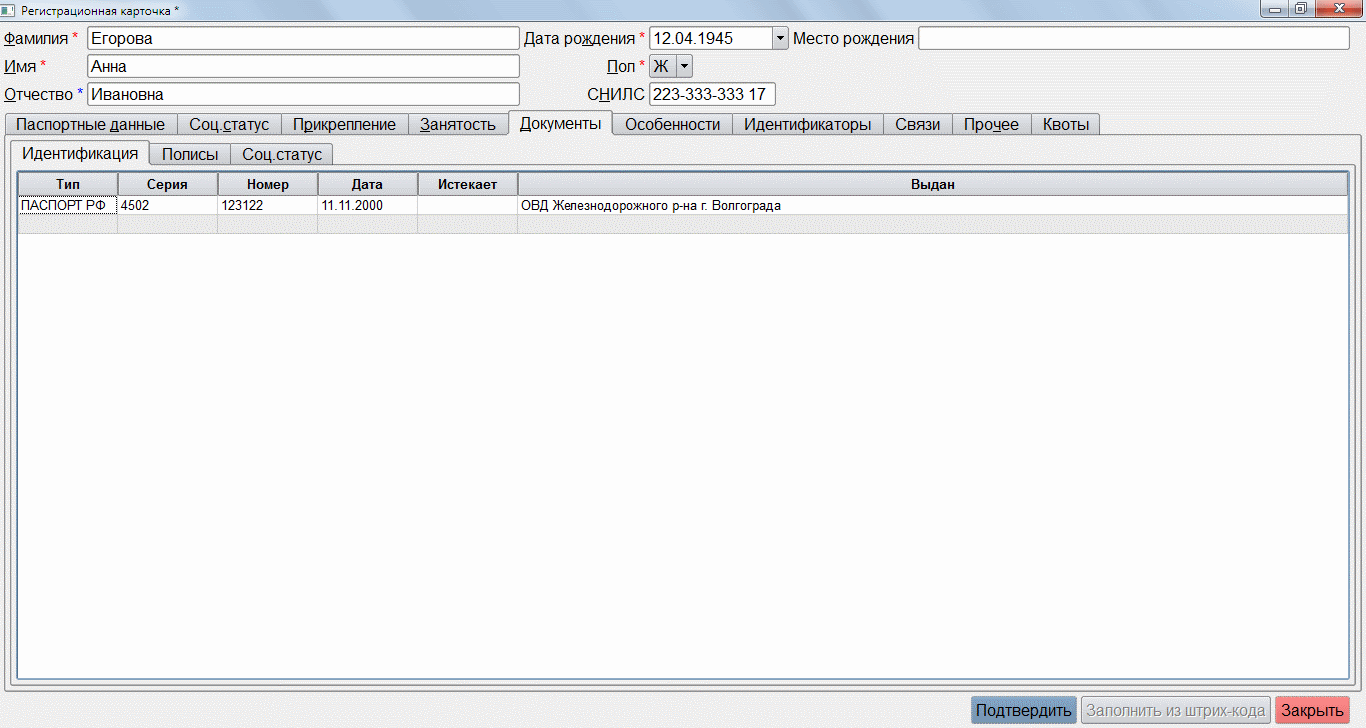 Регистрационная карточка *
Фамилия * Егорова Дата рождения * 12.04.1945 Место рождения
Имя * Анна Пол * Ж
Отчество * Ивановна СНИЛС 223-333-333 17
Паспортные данные Соц.статус Прикрепление Занятость Документы Особенности Идентификаторы Связи Прочее Квоты
Идентификация Полисы Соц.статус
Тип Серия Номер Дата Истекает Выдан
ПАСПОРТ РФ 4502 123122 11.11.2000 ОВД Железнодорожного р-на г. Волгограда
Подтвердить Заполнить из штрих-кода Закрыть